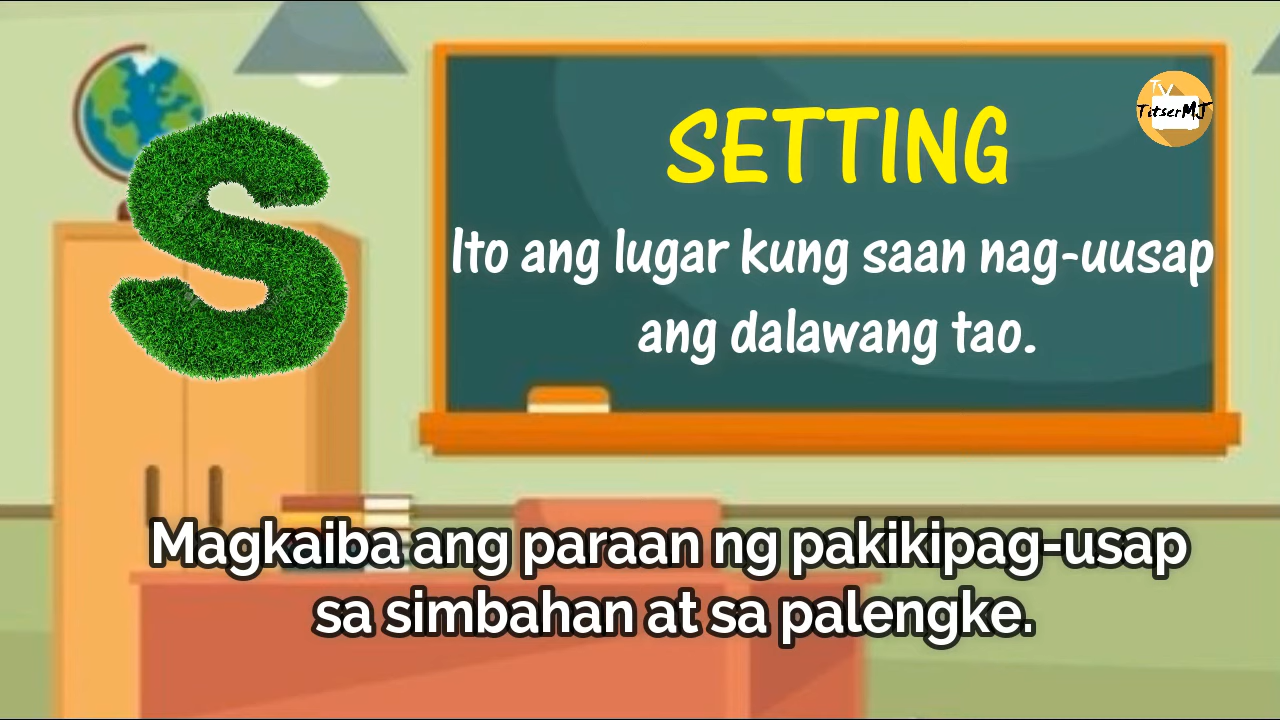 S
SETTING
TV
TitserMJ
Ito ang lugar kung saan nag-uusap
ang dalawang tao.
Magkaiba ang paraan ng pakikipag-usap
sa simbahan at sa palengke.